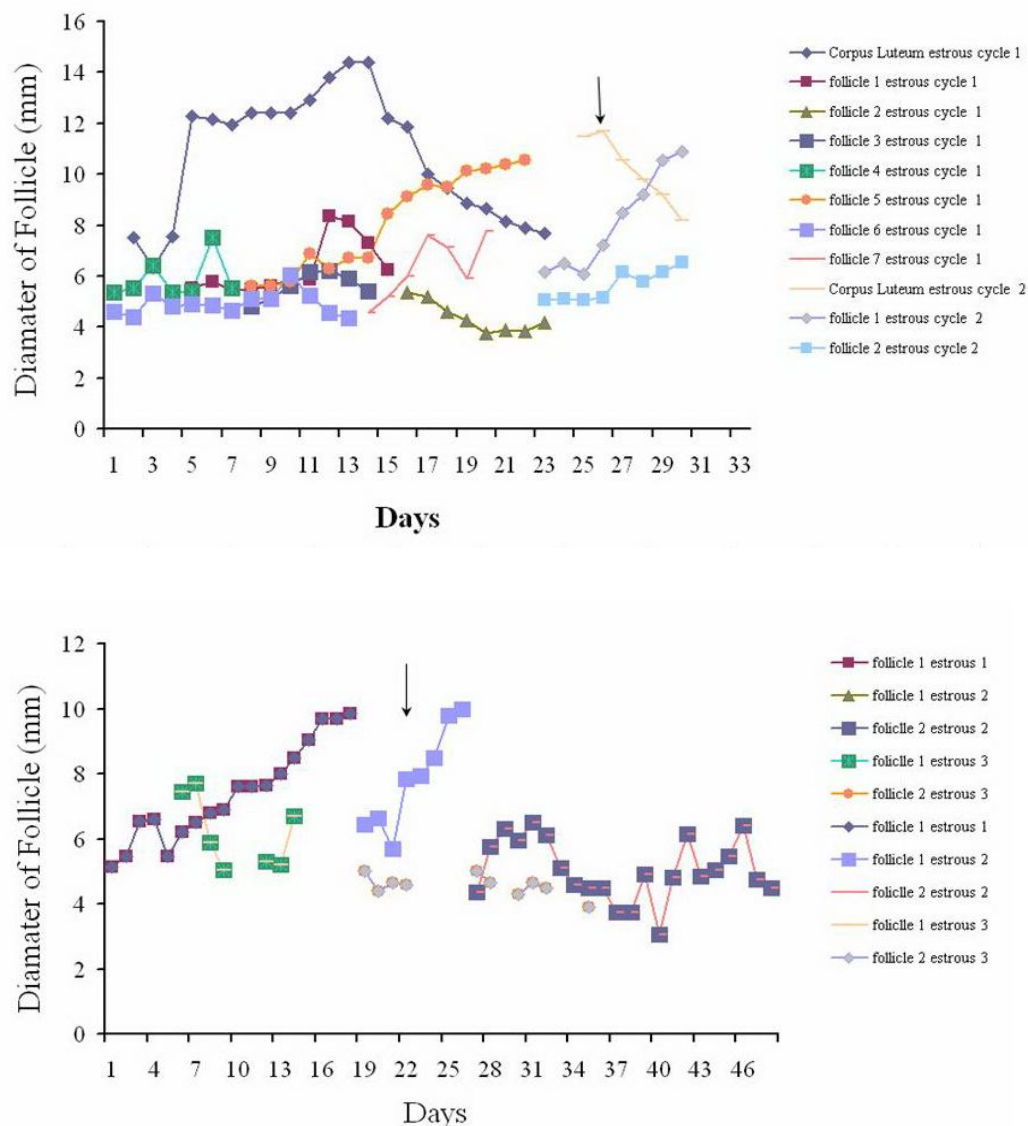 Diamater of Follicle (mm)
16
14
12
10
8
6
4
2
0
1 3 5 7 9 11 13 15 17 19 21 23 25 27 29 31 33
Days
Corpus Luteum estrous cycle 1
follicle 1 estrous cycle 1
follicle 2 estrous cycle 1
follicle 3 estrous cycle 1
follicle 4 estrous cycle 1
follicle 5 estrous cycle 1
follicle 6 estrous cycle 1
follicle 7 estrous cycle 1
Corpus Luteum estrous cycle 2
follicle 1 estrous cycle 2
follicle 2 estrous cycle 2
Diamater of Follicle (mm)
12
10
8
6
4
2
0
1 4 7 10 13 16 19 22 25 28 31 34 37 40 43 46
Days
follicle 1 estrous 1
follicle 1 estrous 2
foliclle 2 estrous 2
foliclle 1 estrous 3
follicle 2 estrous 3
follicle 1 estrous 1
follicle 1 estrous 2
foliclle 2 estrous 2
foliclle 1 estrous 3
follicle 2 estrous 3